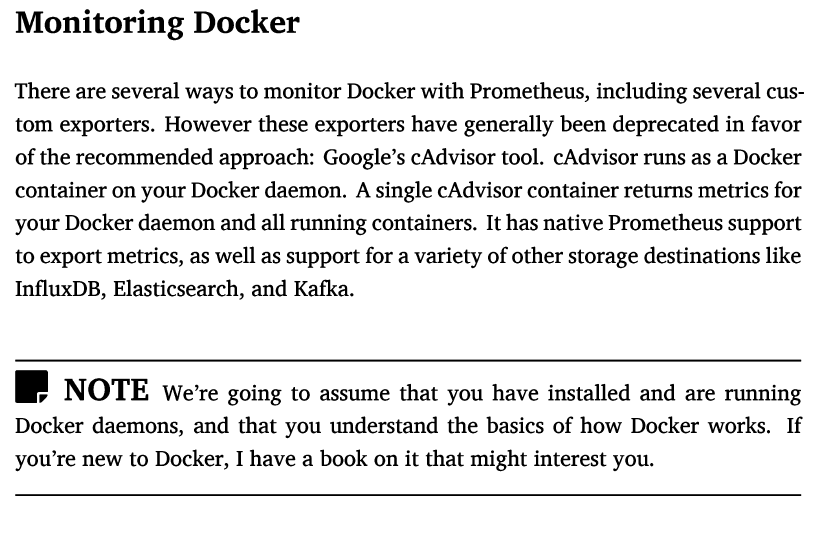 Monitoring Docker
There are several ways to monitor Docker with Prometheus, including several cus-
tom exporters. However these exporters have generally been deprecated in favor
of the recommended approach: Google’s cAdvisor tool. cAdvisor runs as a Docker
container on your Docker daemon. A single cAdvisor container returns metrics for
your Docker daemon and all running containers. It has native Prometheus support
to export metrics, as well as support for a variety of other storage destinations like
InfluxDB, Elasticsearch, and Kafka.
NOTE We’re going to assume that you have installed and are running
Docker daemons, and that you understand the basics of how Docker works. If
you’re new to Docker, I have a book on it that might interest you.